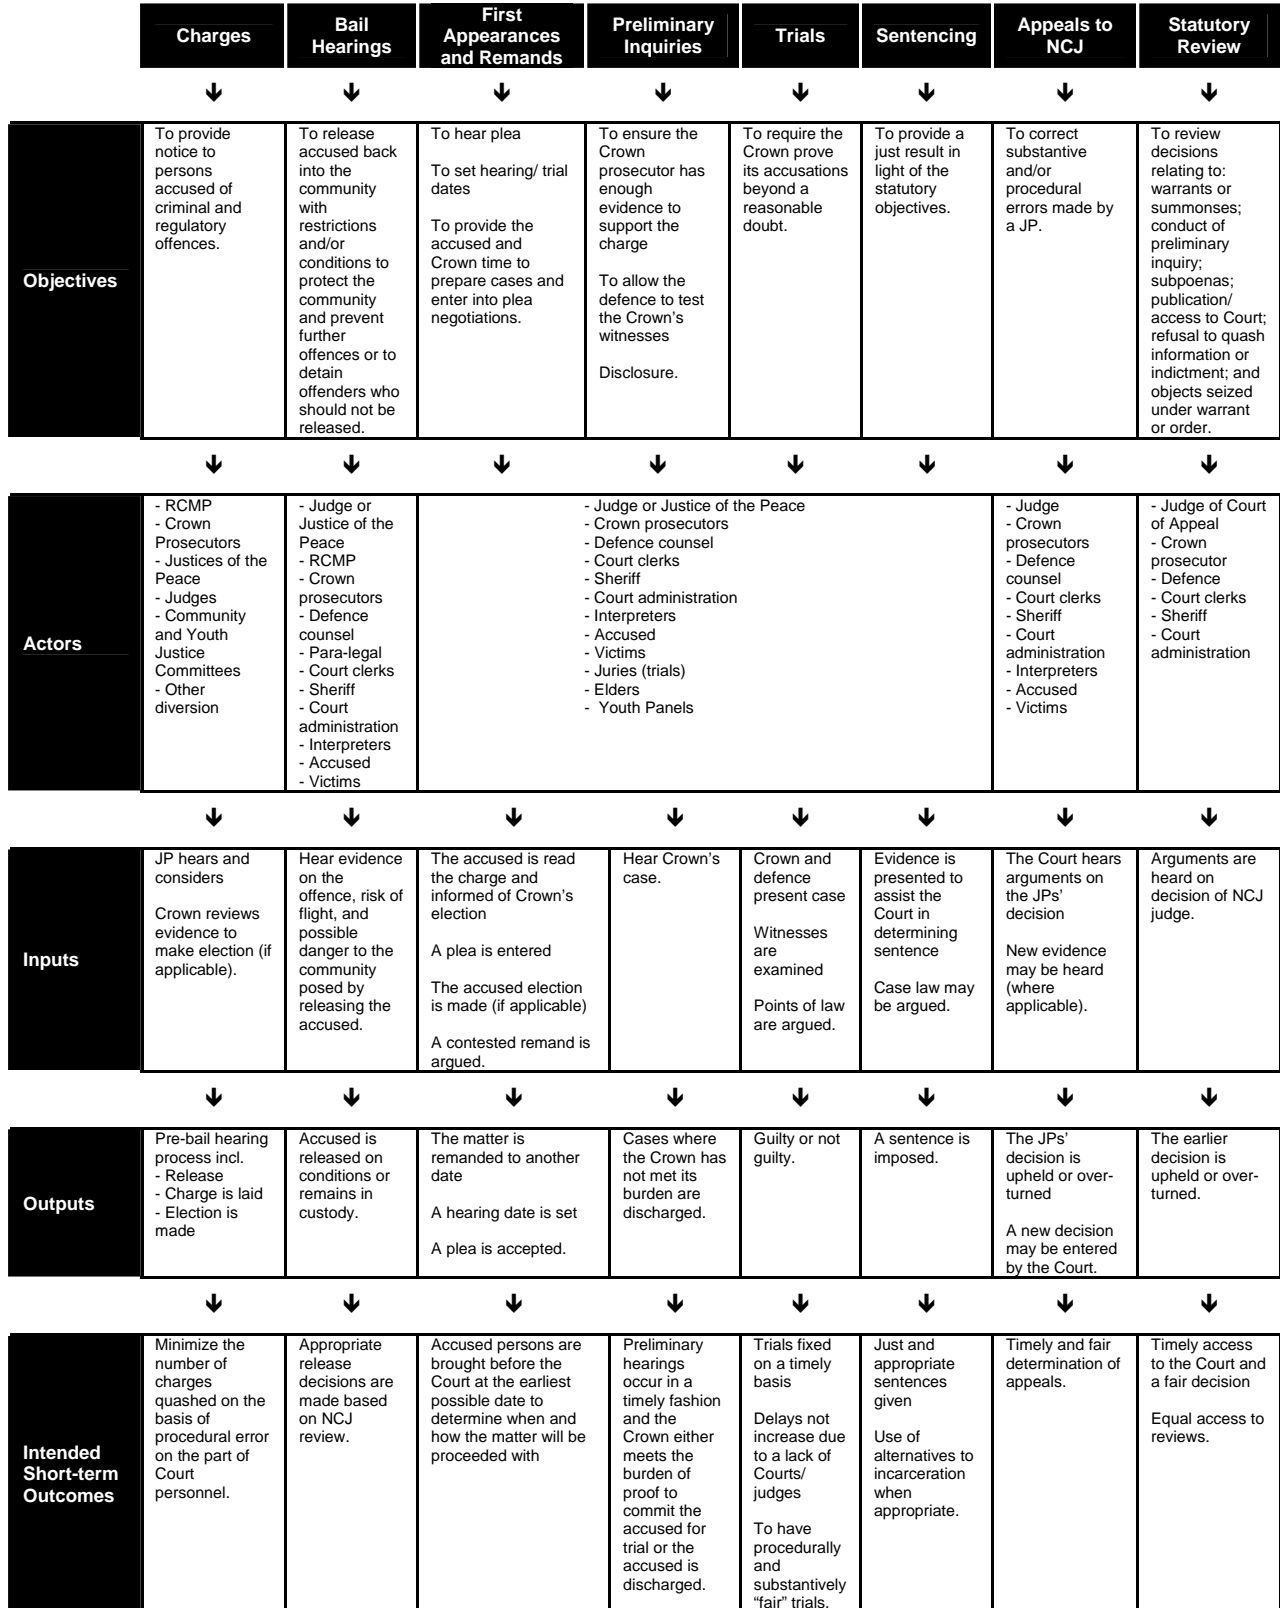 Charges
Bail
Hearings
First
Appearances
and Remands
Preliminary
Inquiries
Trials
Sentencing
Appeals to
NCJ
Statutory
Review
Objectives
To provide
notice to
persons
accused of
criminal and
regulatory
offences.
To release
accused back
into the
community
with
restrictions
and/or
conditions to
protect the
community
and prevent
further
offences or to
detain
offenders who
should not be
released.
To hear plea
To set hearing/ trial
dates
To provide the
accused and
Crown time to
prepare cases and
enter into plea
negotiations.
To ensure the
Crown
prosecutor has
enough
evidence to
support the
charge
To allow the
defence to test
the Crown's
witnesses
Disclosure.
To require the
Crown prove
its accusations
beyond a
reasonable
doubt.
To provide a
just result in
light of the
statutory
objectives.
To correct
substantive
and/or
procedural
errors made by
a JP.
To review
decisions
relating to:
warrants or
summonses;
conduct of
preliminary
inquiry;
subpoenas;
publication/
access to Court;
refusal to quash
information or
indictment; and
objects seized
under warrant
or order.
Actors
- RCMP
- Crown
Prosecutors
- Justices of the
Peace
- Judges
- Community
and Youth
Justice
Committees
- Other
diversion
- Judge or
Justice of the
Peace
- RCMP
- Crown
prosecutors
- Defence
counsel
- Para-legal
- Court clerks
- Sheriff
- Court
administration
- Interpreters
- Accused
- Victims
- Judge or Justice of the Peace
- Crown prosecutors
- Defence counsel
- Court clerks
- Sheriff
- Court administration
- Interpreters
- Accused
- Victims
- Juries (trials)
- Elders
- Youth Panels
- Judge
- Crown
prosecutors
- Defence
counsel
- Court clerks
- Sheriff
- Court
administration
- Interpreters
- Accused
- Victims
- Judge of Court
of Appeal
- Crown
prosecutor
- Defence
- Court clerks
- Sheriff
- Court
administration
Inputs
JP hears and
considers
Crown reviews
evidence to
make election (if
applicable).
Hear evidence
on the
offence, risk of
flight, and
possible
danger to the
community
posed by
releasing the
accused.
The accused is read
the charge and
informed of Crown's
election
A plea is entered
The accused election
is made (if applicable)
A contested remand is
argued.
Hear Crown's
case.
Crown and
defence
present case
Witnesses
are
examined
Points of law
are argued.
Evidence is
presented to
assist the
Court in
determining
sentence
Case law may
be argued.
The Court hears
arguments on
the JPs'
decision
New evidence
may be heard
(where
applicable).
Arguments are
heard on
decision of NCJ
judge.
Outputs
Pre-bail hearing
process incl.
- Release
- Charge is laid
- Election is
made
Accused is
released on
conditions or
remains in
custody.
The matter is
remanded to another
date
A hearing date is set
A plea is accepted.
Cases where
the Crown has
not met its
burden are
discharged.
Guilty or not
guilty.
A sentence is
imposed.
The JPs'
decision is
upheld or over-
turned
A new decision
may be entered
by the Court.
The earlier
decision is
upheld or over-
turned.
Intended
Short-term
Outcomes
Minimize the
number of
charges
quashed on the
basis of
procedural error
on the part of
Court
personnel.
Appropriate
release
decisions are
made based
on NCJ
review.
Accused persons are
brought before the
Court at the earliest
possible date to
determine when and
how the matter will be
proceeded with
Preliminary
hearings
occur in a
timely fashion
and the
Crown either
meets the
burden of
proof to
commit the
accused for
trial or the
accused is
discharged.
Trials fixed
on a timely
basis
Delays not
increase due
to a lack of
Courts/
judges
To have
procedurally
and
substantively
"fair" trials.
Just and
appropriate
sentences
given
Use of
alternatives to
incarceration
when
appropriate.
Timely and fair
determination of
appeals.
Timely access
to the Court and
a fair decision
Equal access to
reviews.